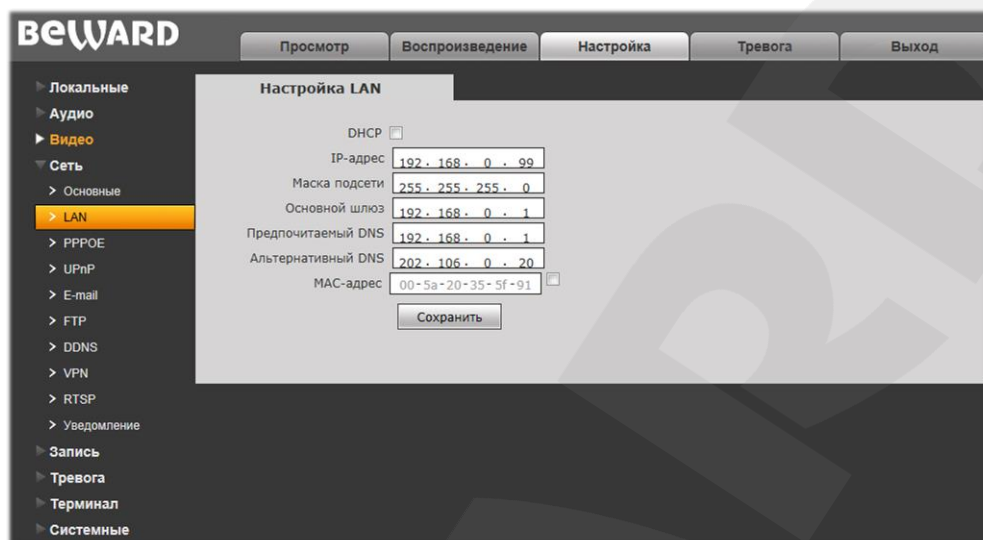 BEWARD
Просмотр Воспроизведение Настройка Тревога Выход
Локальные
Аудио
Видео
Сеть
Основные
LAN
PPPOE
UPnP
E-mail
FTP
DDNS
VPN
RTSP
Уведомление
Запись
Тревога
Терминал
Системные
Настройка LAN
DHCP
IP-адрес 192. 168. 0 . 99
Маска подсети 255. 255. 255. 0
Основной шлюз 192. 168. 0 . 1
Предпочитаемый DNS 192. 168. 0 . 1
Альтернативный DNS 202. 106. 0 . 20
MAC-адрес 00-5a-20-35-5f-91
Сохранить